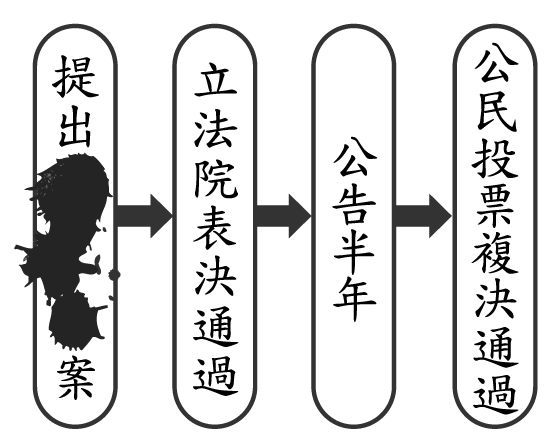 提出案
立法院表決通過
公告半年
公民投票複決通過